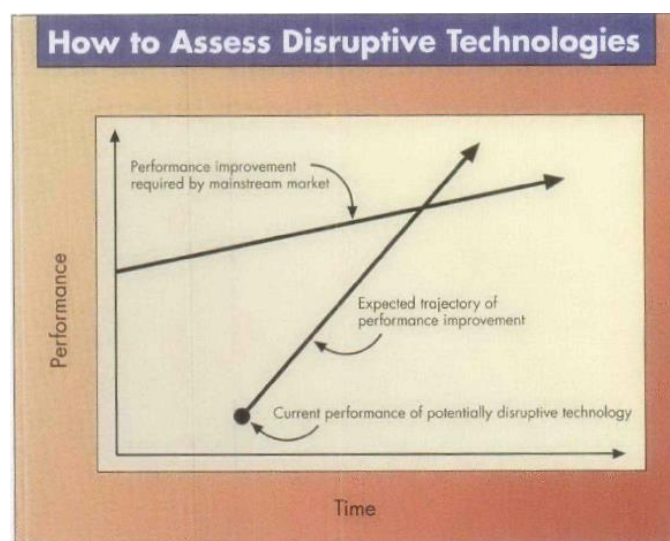 How to Assess Disruptive Technologies
Performance improvement
required by mainstream market
Expected trajectory of
performance improvement
Current performance of potentially disruptive technology
Performance
Time